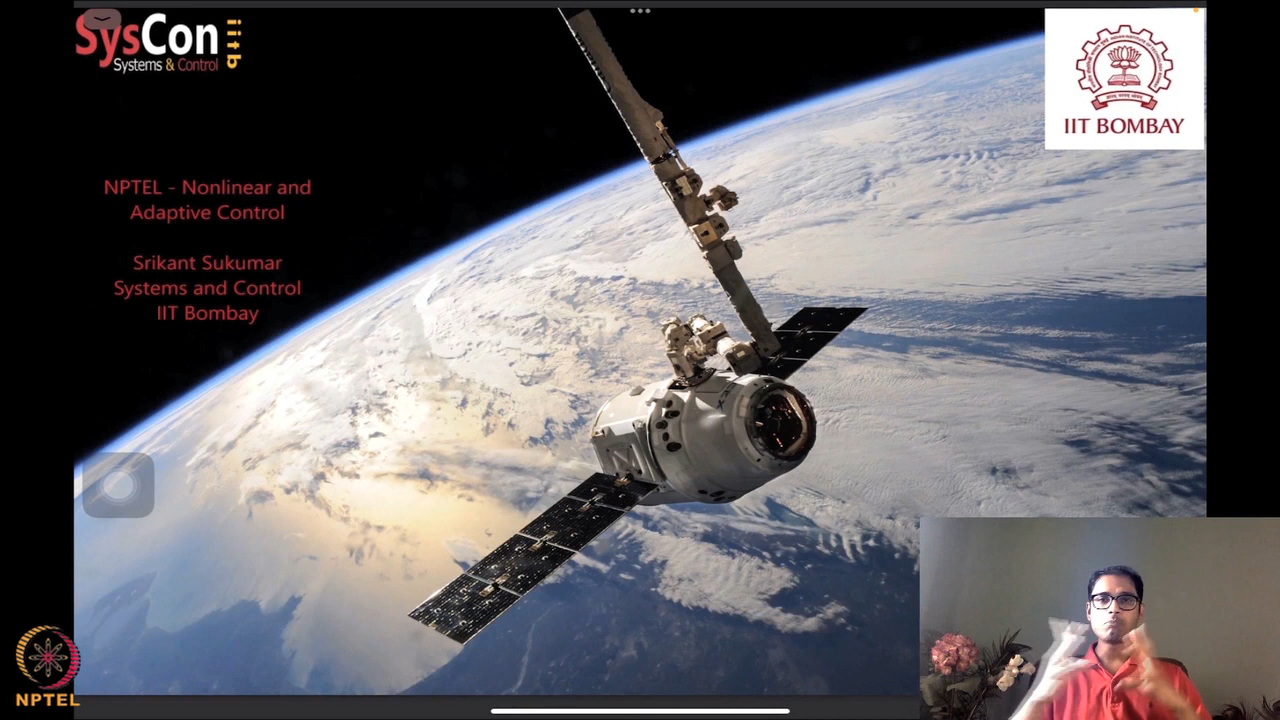 SysCon
iitb
Systems & Control
IIT BOMBAY
NPTEL - Nonlinear and
Adaptive Control
Srikant Sukumar
Systems and Control
IIT Bombay
NPTEL